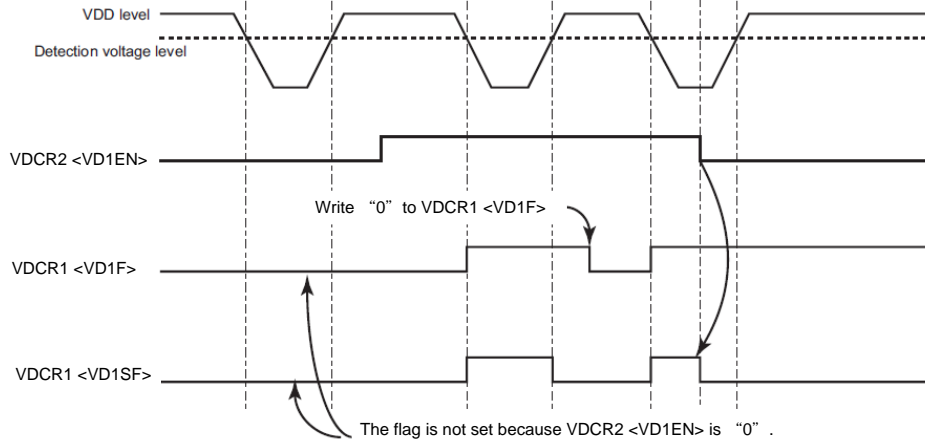 VDD level
Detection voltage level
VDCR2 <VD1EN>
Write “0” to VDCR1 <VD1F>
VDCR1 <VD1F>
VDCR1 <VD1SF>
The flag is not set because VDCR2 <VD1EN> is “0”.